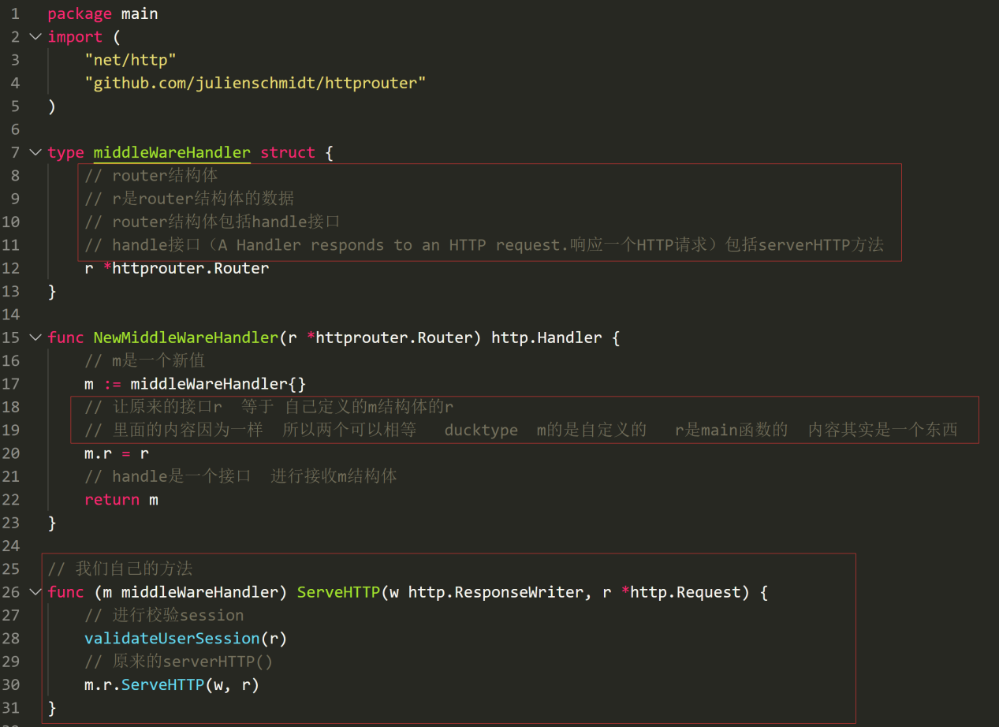 1 package main
2 import (
3     "net/http"
4     "github.com/julienschmidt/httprouter"
5 )
6
7 type middleWareHandler struct {
8     // router结构体
9     // r是router结构体的数据
10     // router结构体包括handle接口
11     // handle接口（A Handler responds to an HTTP request.响应一个HTTP请求）包括serverHTTP方法
12     r *httprouter.Router
13 }
14
15 func NewMiddleWareHandler(r *httprouter.Router) http.Handler {
16     // m是一个新值
17     m := middleWareHandler{}
18     // 让原来的接口r  等于 自己定义的m结构体的r
19     // 里面的内容因为一样  所以两个可以相等   ducktype  m的是自定义的   r是main函数的  内容其实是一个东西
20     m.r = r
21     // handle是一个接口  进行接收m结构体
22     return m
23 }
24
25 // 我们自己的方法
26 func (m middleWareHandler) ServeHTTP(w http.ResponseWriter, r *http.Request) {
27     // 进行校验session
28     validateUserSession(r)
29     // 原来的serverHTTP()
30     m.r.ServeHTTP(w, r)
31 }